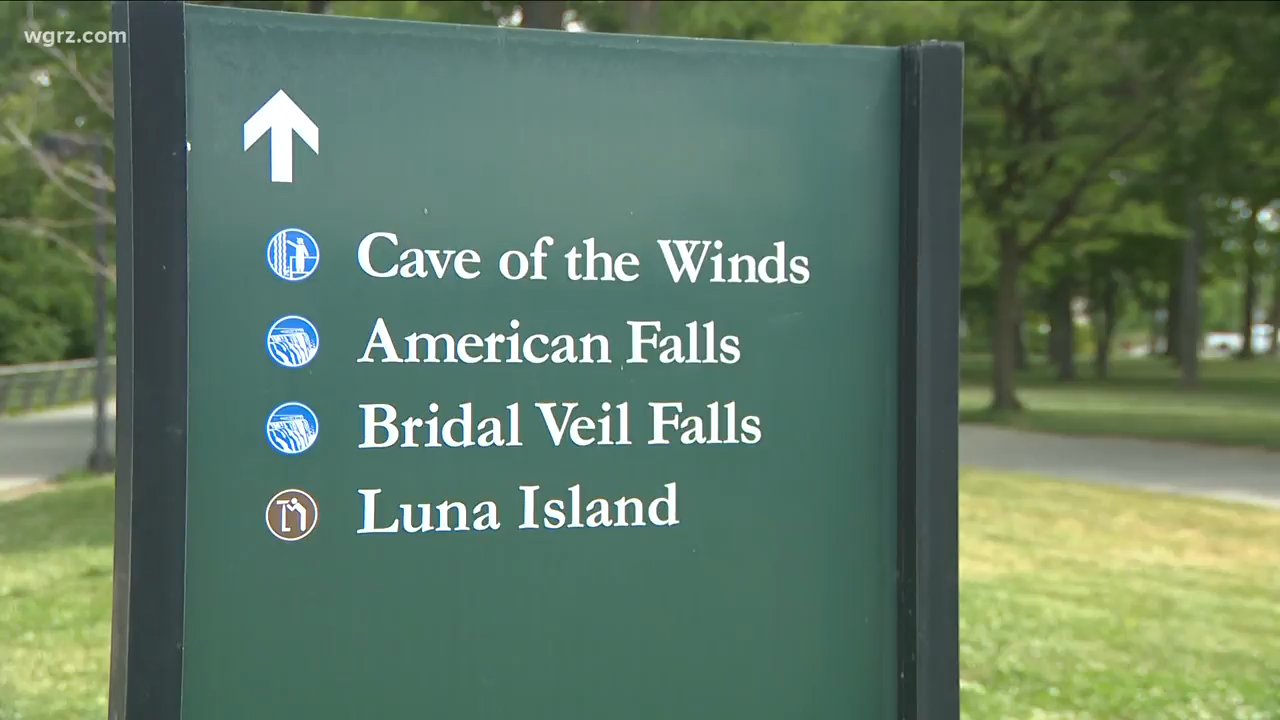 wgrz.com
Cave of the Winds
American Falls
Bridal Veil Falls
Luna Island